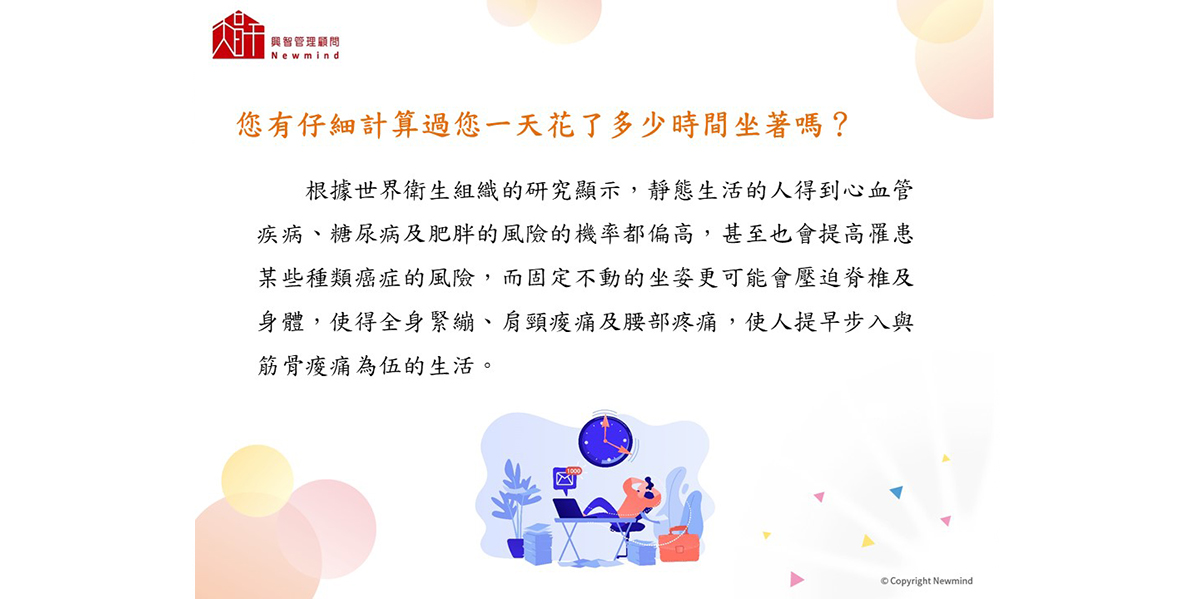 興智管理顧問
Newmind
您有仔細計算過您一天花了多少時間坐著嗎？
根據世界衛生組織的研究顯示，靜態生活的人得到心血管
疾病、糖尿病及肥胖的風險的機率都偏高，甚至也會提高罹患
某些種類癌症的風險，而固定不動的坐姿更可能會壓迫脊椎及
身體，使得全身緊繃、肩頸痠痛及腰部疼痛，使人提早步入與
筋骨痠痛為伍的生活。
1000
© Copyright Newmind